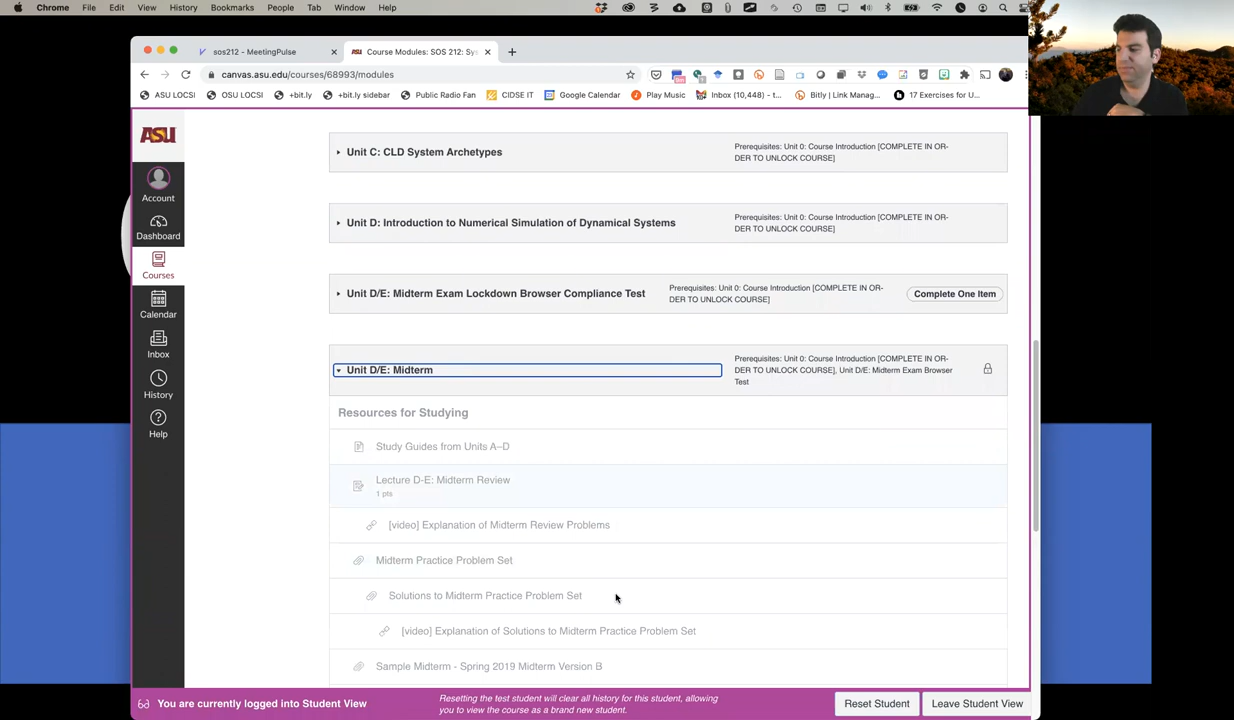 Chrome File Edit View History Bookmarks People Tab Window Help
sos212 - MeetingPulse
Course Modules: SOS 212: Sys
canvas.asu.edu/courses/68993/modules
ASU LOCSI OSU LOCSI +bit.ly +bit.ly sidebar Public Radio Fan CIDSE IT Google Calendar Play Music Inbox (10,448) - t... Bitly | Link Manag... 17 Exercises for U...
ASU
Account
Dashboard
Courses
Calendar
Inbox
History
Help
Unit C: CLD System Archetypes
Prerequisites: Unit 0: Course Introduction [COMPLETE IN OR-
DER TO UNLOCK COURSE]
Unit D: Introduction to Numerical Simulation of Dynamical Systems
Prerequisites: Unit 0: Course Introduction [COMPLETE IN OR-
DER TO UNLOCK COURSE]
Unit D/E: Midterm Exam Lockdown Browser Compliance Test
Prerequisites: Unit 0: Course Introduction [COMPLETE IN OR-
DER TO UNLOCK COURSE]
Complete One Item
Unit D/E: Midterm
Prerequisites: Unit 0: Course Introduction [COMPLETE IN OR-
DER TO UNLOCK COURSE], Unit D/E: Midterm Exam Browser
Test
Resources for Studying
Study Guides from Units A–D
Lecture D-E: Midterm Review
1 pts
[video] Explanation of Midterm Review Problems
Midterm Practice Problem Set
Solutions to Midterm Practice Problem Set
[video] Explanation of Solutions to Midterm Practice Problem Set
Sample Midterm - Spring 2019 Midterm Version B
You are currently logged into Student View
Resetting the test student will clear all history for this student, allowing
you to view the course as a brand new student.
Reset Student
Leave Student View